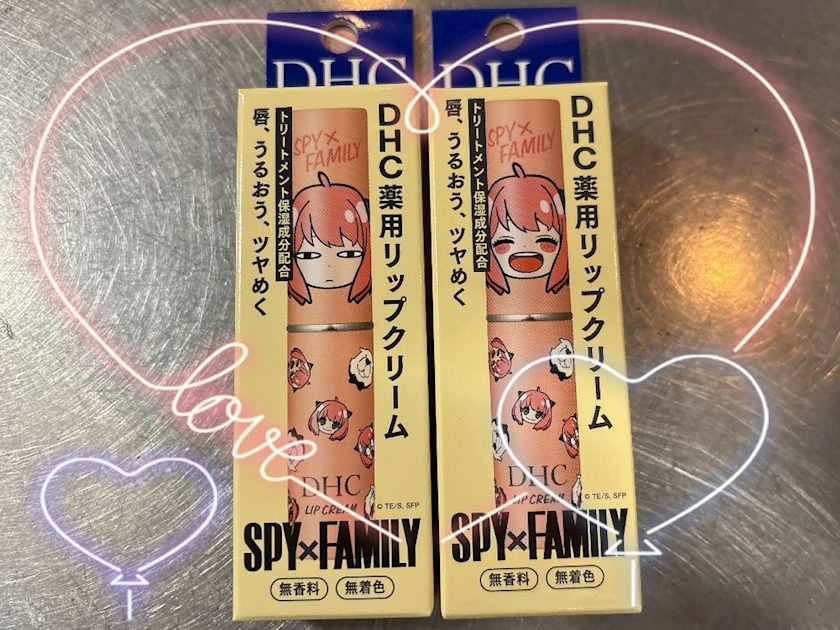 DHC
DHC薬用リップクリーム
トリートメント保湿成分配合
唇、うるおう、ツヤめく
SPY×
FAMILY
DHC
LIP CREAM
© TE/S, SFP
SPY×FAMILY
無香料
無着色
DHC
DHC薬用リップクリーム
トリートメント保湿成分配合
唇、うるおう、ツヤめく
SPY×
FAMILY
DHC
LIP CREAM
© TE/S, SFP
SPY×FAMILY
無香料
無着色
love